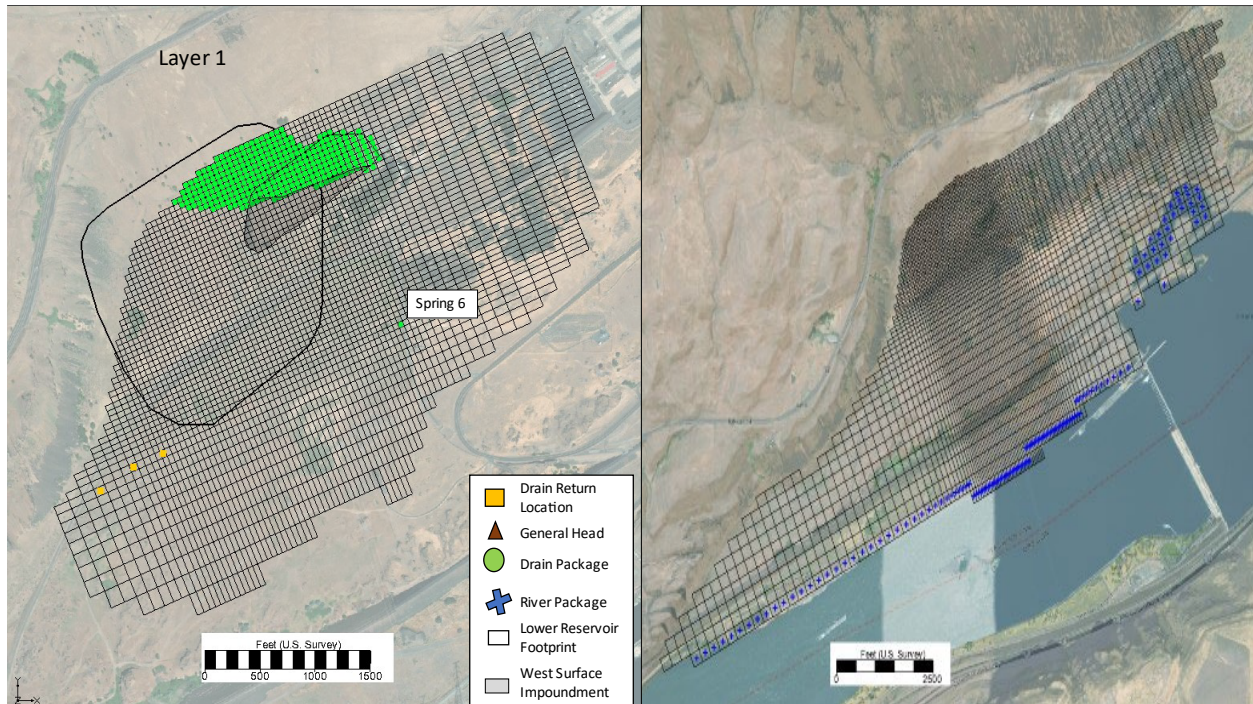 Layer 1
Spring 6
Drain Return
Location
General Head
Drain Package
River Package
Lower Reservoir
Footprint
West Surface
Impoundment
Feet (U.S. Survey)
0 500 1000 1500
Y
X
Feet (U.S. Survey)
0 2500